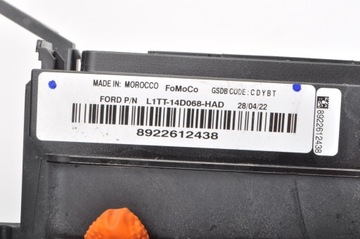 MADE IN: MOROCCO FoMoCo GSDB CODE: CDYBT
FORD P/N L1TT-14D068-HAD 28/04/22
8922612438
8922612438